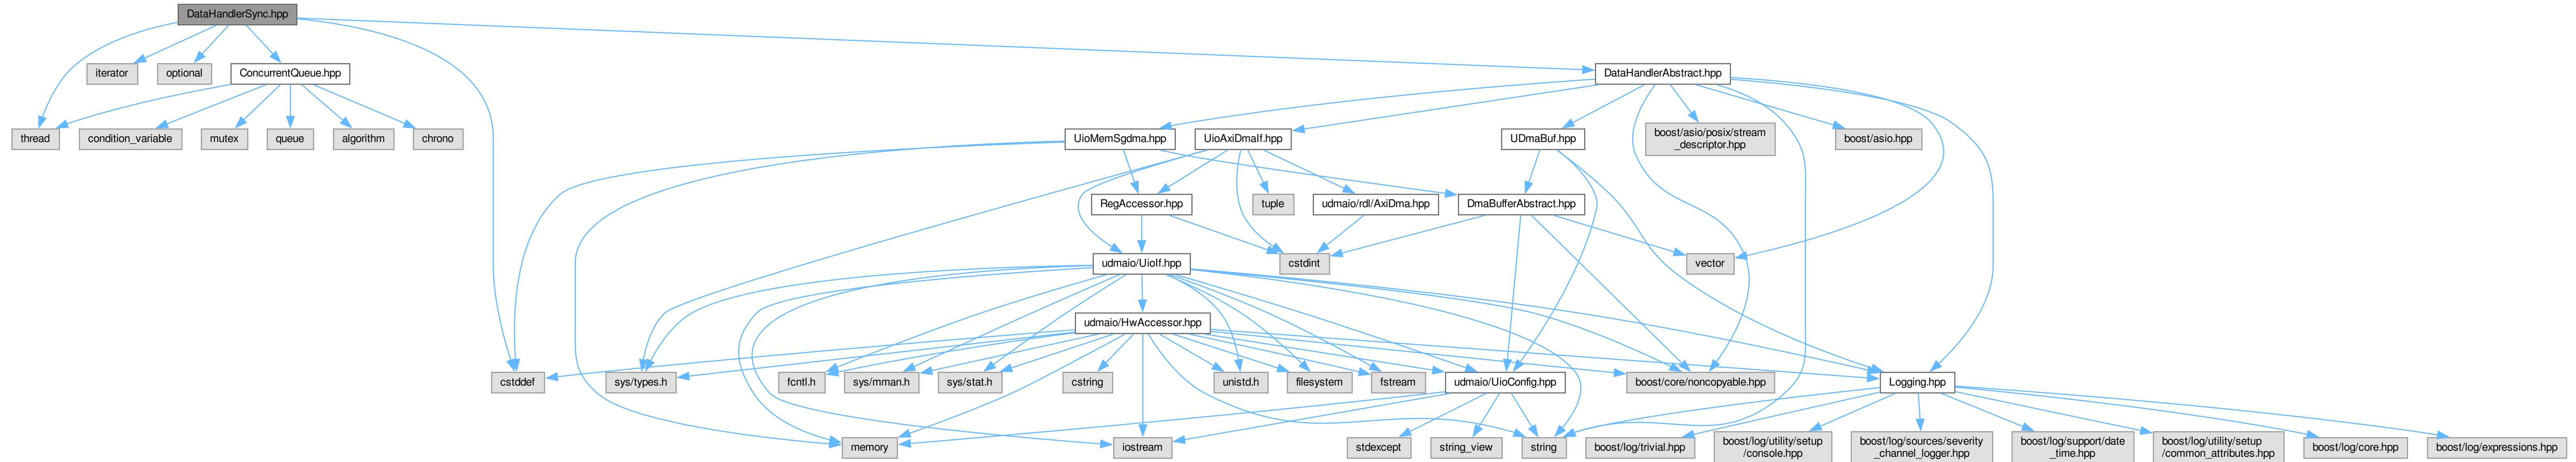 DataHandlerSync.hpp
iterator
optional
ConcurrentQueue.hpp
DataHandlerAbstract.hpp
thread
condition_variable
mutex
queue
algorithm
chrono
UioMemSgdma.hpp
UioAxiDmaIf.hpp
UDmaBuf.hpp
boost/asio/posix/stream
_descriptor.hpp
boost/asio.hpp
RegAccessor.hpp
tuple
udmaio/rdl/AxiDma.hpp
DmaBufferAbstract.hpp
udmaio/UioIf.hpp
cstdint
vector
udmaio/HwAccessor.hpp
cstddef
sys/types.h
fcntl.h
sys/mman.h
sys/stat.h
cstring
unistd.h
filesystem
fstream
udmaio/UioConfig.hpp
boost/core/noncopyable.hpp
Logging.hpp
memory
iostream
stdexcept
string_view
string
boost/log/trivial.hpp
boost/log/utility/setup
/console.hpp
boost/log/sources/severity
_channel_logger.hpp
boost/log/support/date
_time.hpp
boost/log/utility/setup
/common_attributes.hpp
boost/log/core.hpp
boost/log/expressions.hpp